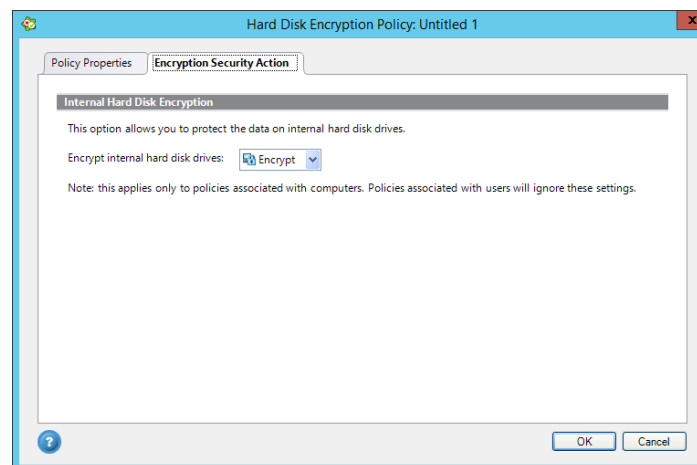 Hard Disk Encryption Policy: Untitled 1
x
Policy Properties
Encryption Security Action
Internal Hard Disk Encryption
This option allows you to protect the data on internal hard disk drives.
Encrypt internal hard disk drives: Encrypt
Note: this applies only to policies associated with computers. Policies associated with users will ignore these settings.
?
OK
Cancel